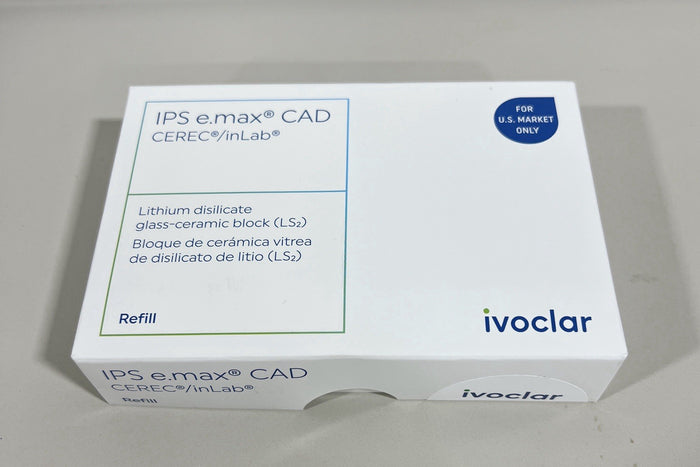 IPS e.max® CAD
CEREC®/inLab®
FOR
U.S. MARKET
ONLY
Lithium disilicate
glass-ceramic block (LS₂)
Bloque de cerámica vitrea
de disilicato de litio (LS₂)
Refill
ivoclar
IPS e.max® CAD
CEREC®/inLab®
Refill
ivoclar